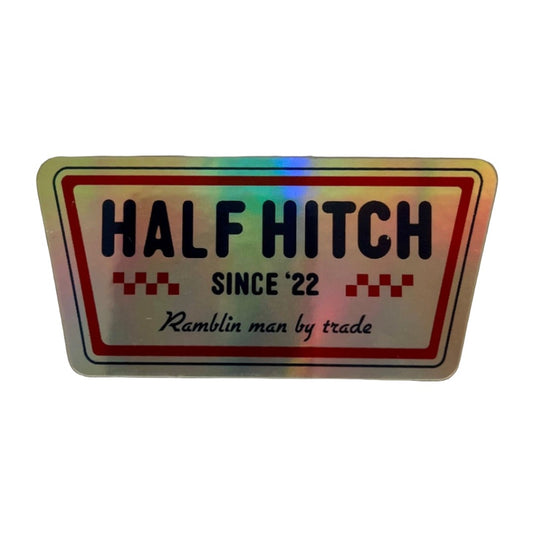 HALF HITCH
SINCE '22
Ramblin man by trade